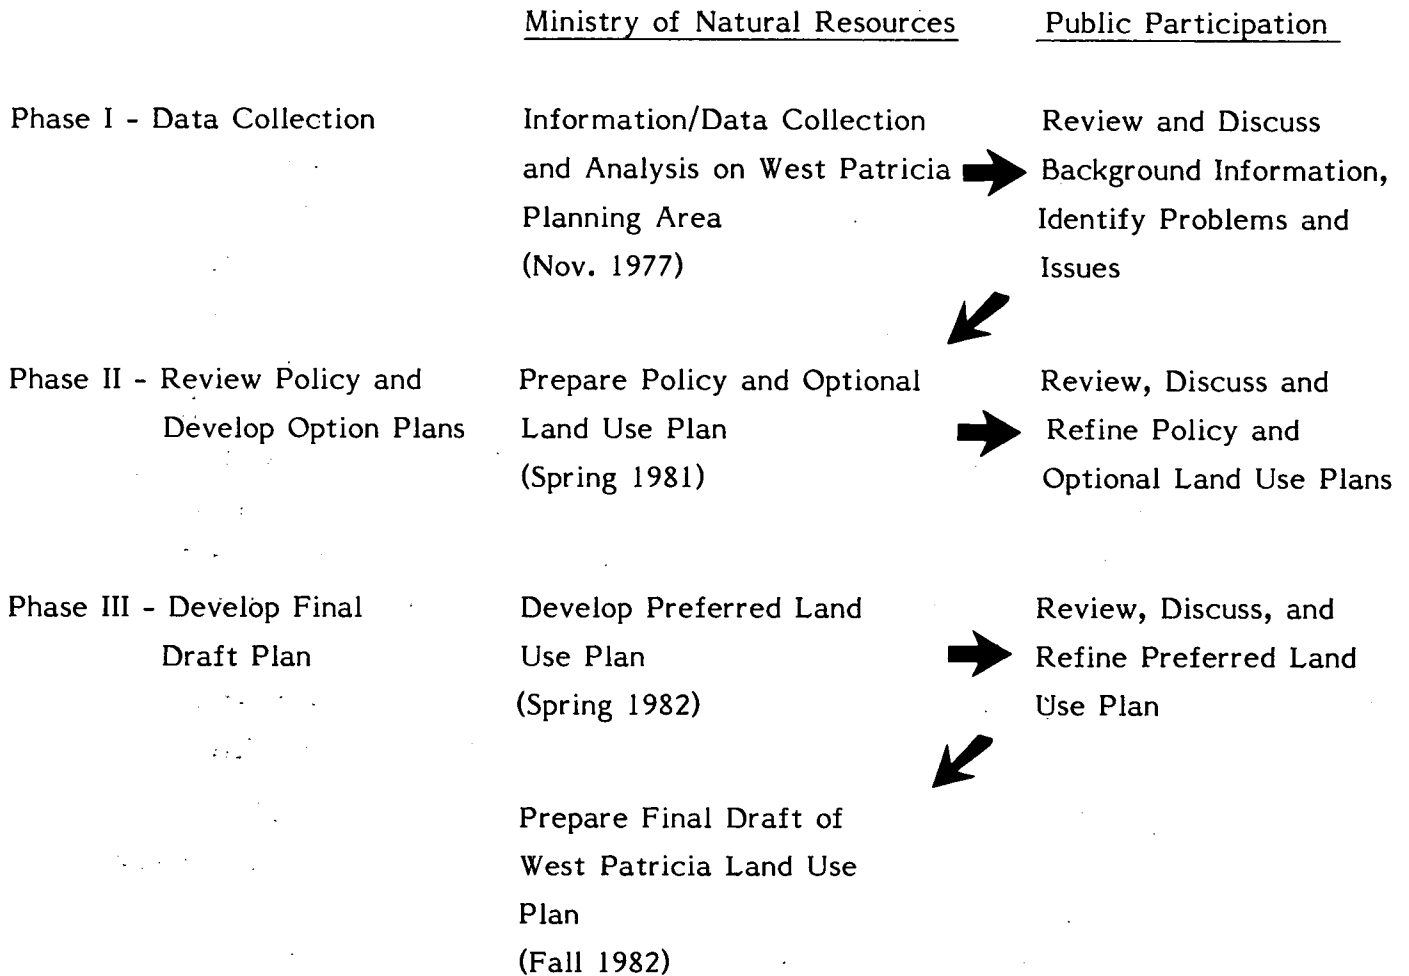 Ministry of Natural Resources
Public Participation
Phase I - Data Collection
Information/Data Collection
and Analysis on West Patricia
Planning Area
(Nov. 1977)
Review and Discuss
Background Information,
Identify Problems and
Issues
Phase II - Review Policy and
Develop Option Plans
Prepare Policy and Optional
Land Use Plan
(Spring 1981)
Review, Discuss and
Refine Policy and
Optional Land Use Plans
Phase III - Develop Final
Draft Plan
Develop Preferred Land
Use Plan
(Spring 1982)
Review, Discuss, and
Refine Preferred Land
Use Plan
Prepare Final Draft of
West Patricia Land Use
Plan
(Fall 1982)